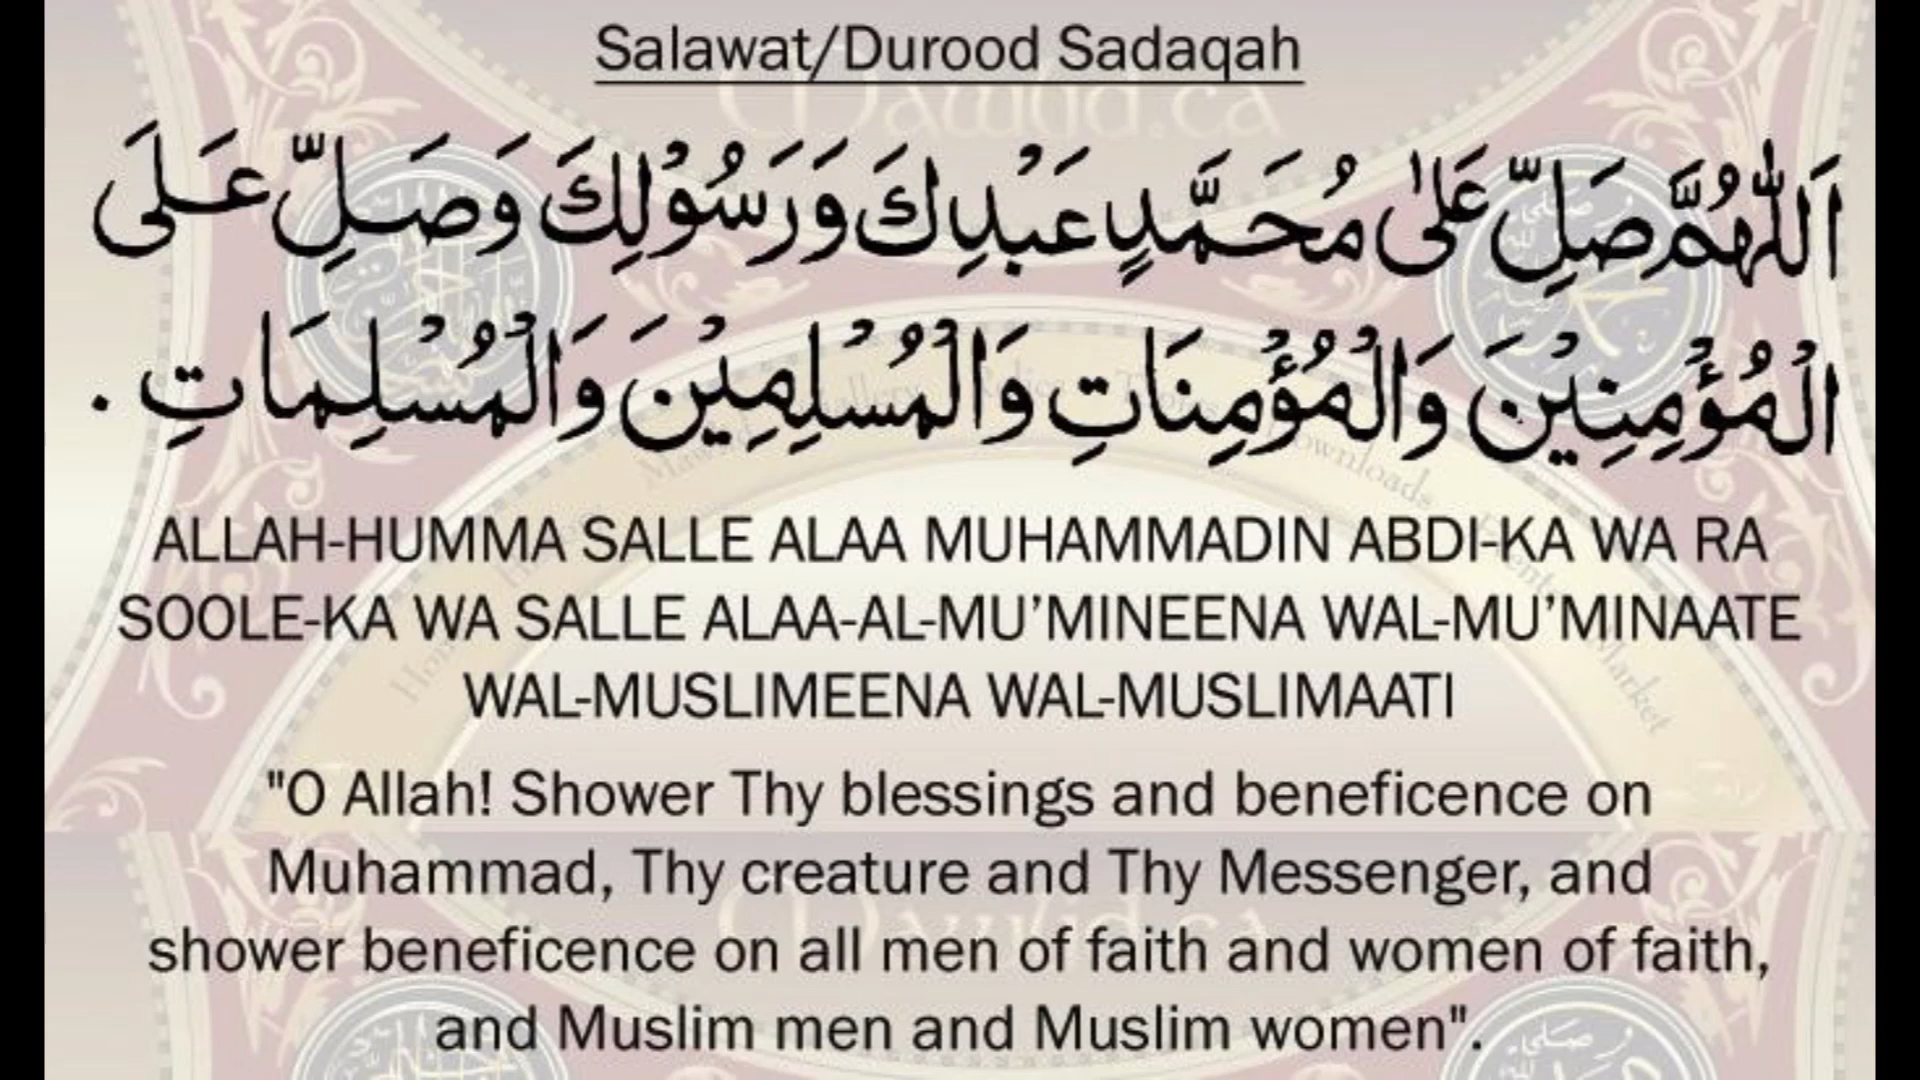 Salawat/Durood Sadaqah
اَللّٰهُمَّ صَلِّ عَلٰى مُحَمَّدٍ عَبْدِكَ وَرَسُوْلِكَ وَصَلِّ عَلَى
الْمُؤْمِنِيْنَ وَالْمُؤْمِنَاتِ وَالْمُسْلِمِيْنَ وَالْمُسْلِمَاتِ .
ALLAH-HUMMA SALLE ALAA MUHAMMADIN ABDI-KA WA RA
SOOLE-KA WA SALLE ALAA-AL-MU’MINEENA WAL-MU’MINAATE
WAL-MUSLIMEENA WAL-MUSLIMAATI
"O Allah! Shower Thy blessings and beneficence on
Muhammad, Thy creature and Thy Messenger, and
shower beneficence on all men of faith and women of faith,
and Muslim men and Muslim women".